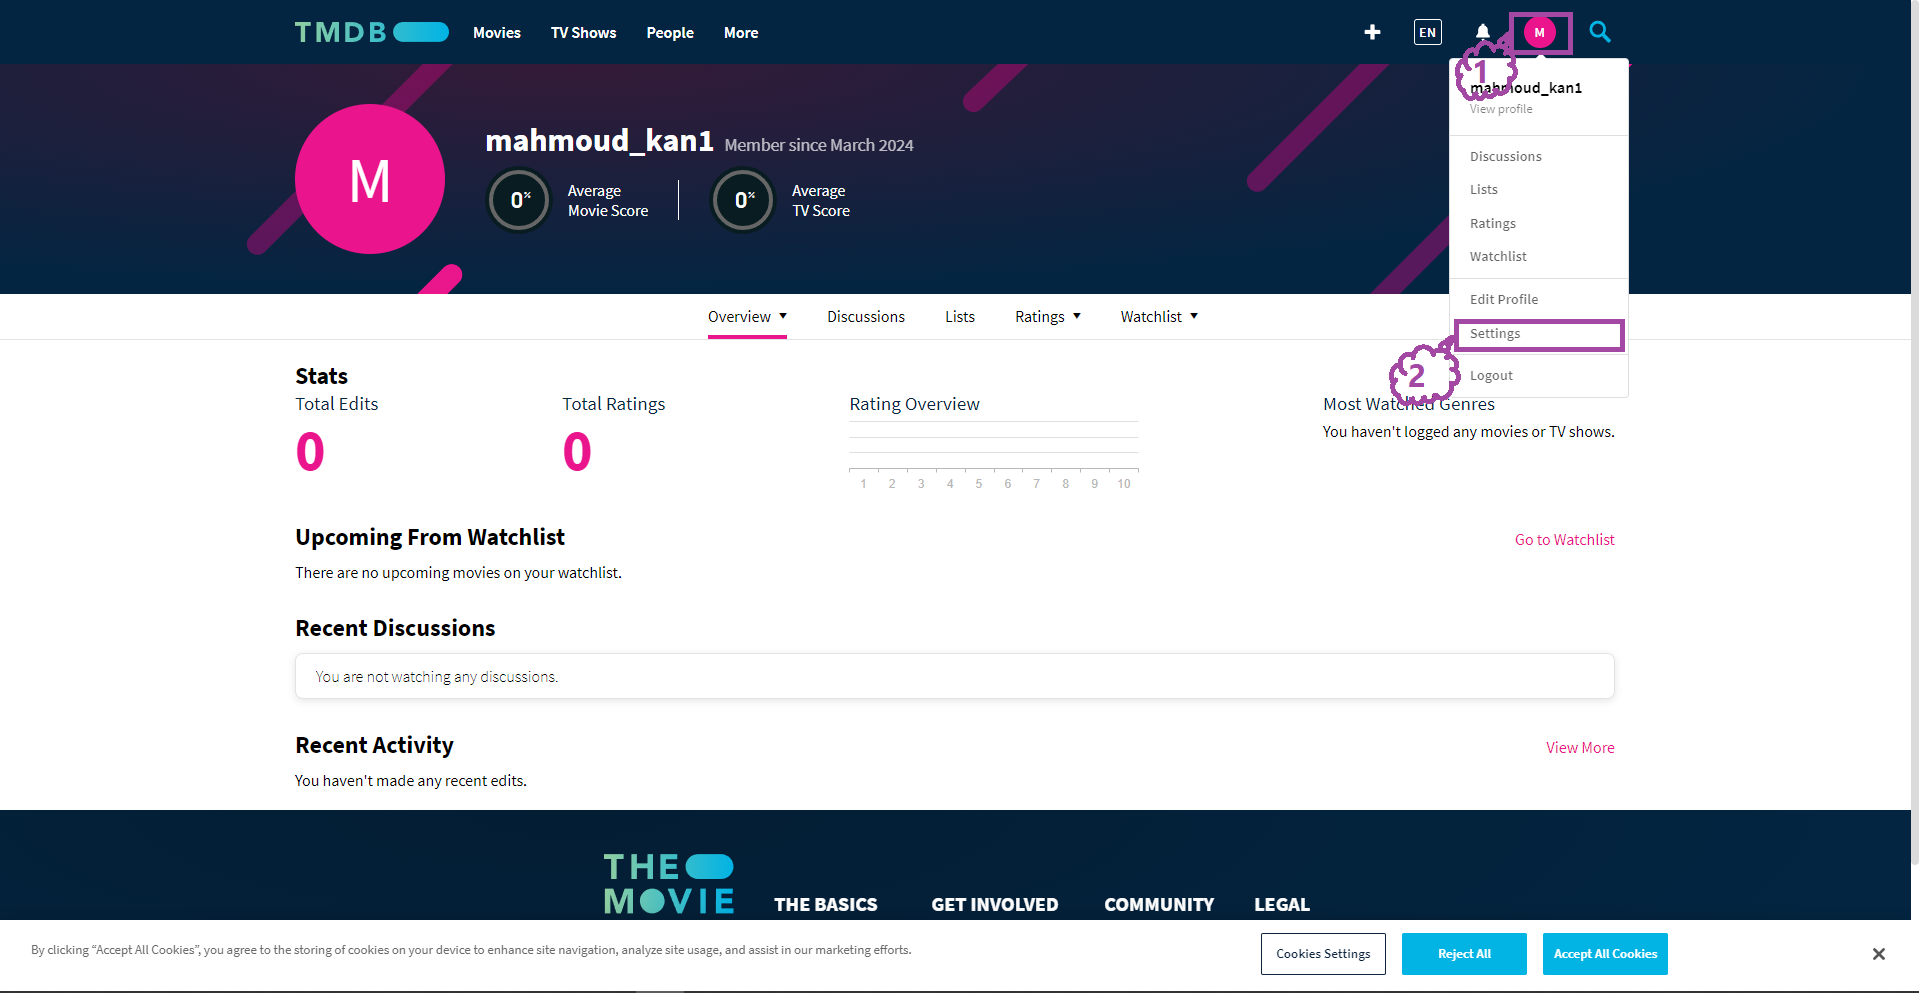 TMDB
Movies TV Shows People More
EN
M
1
mahmoud_kan1
View profile
Discussions
Lists
Ratings
Watchlist
Edit Profile
Settings
2
Logout
M
mahmoud_kan1 Member since March 2024
0% Average Movie Score
0% Average TV Score
Overview Discussions Lists Ratings Watchlist
Stats
Total Edits
0
Total Ratings
0
Rating Overview
1 2 3 4 5 6 7 8 9 10
Most Watched Genres
You haven't logged any movies or TV shows.
Upcoming From Watchlist
Go to Watchlist
There are no upcoming movies on your watchlist.
Recent Discussions
You are not watching any discussions.
Recent Activity
View More
You haven't made any recent edits.
THE
MOVIE
THE BASICS GET INVOLVED COMMUNITY LEGAL
By clicking “Accept All Cookies”, you agree to the storing of cookies on your device to enhance site navigation, analyze site usage, and assist in our marketing efforts.
Cookies Settings Reject All Accept All Cookies